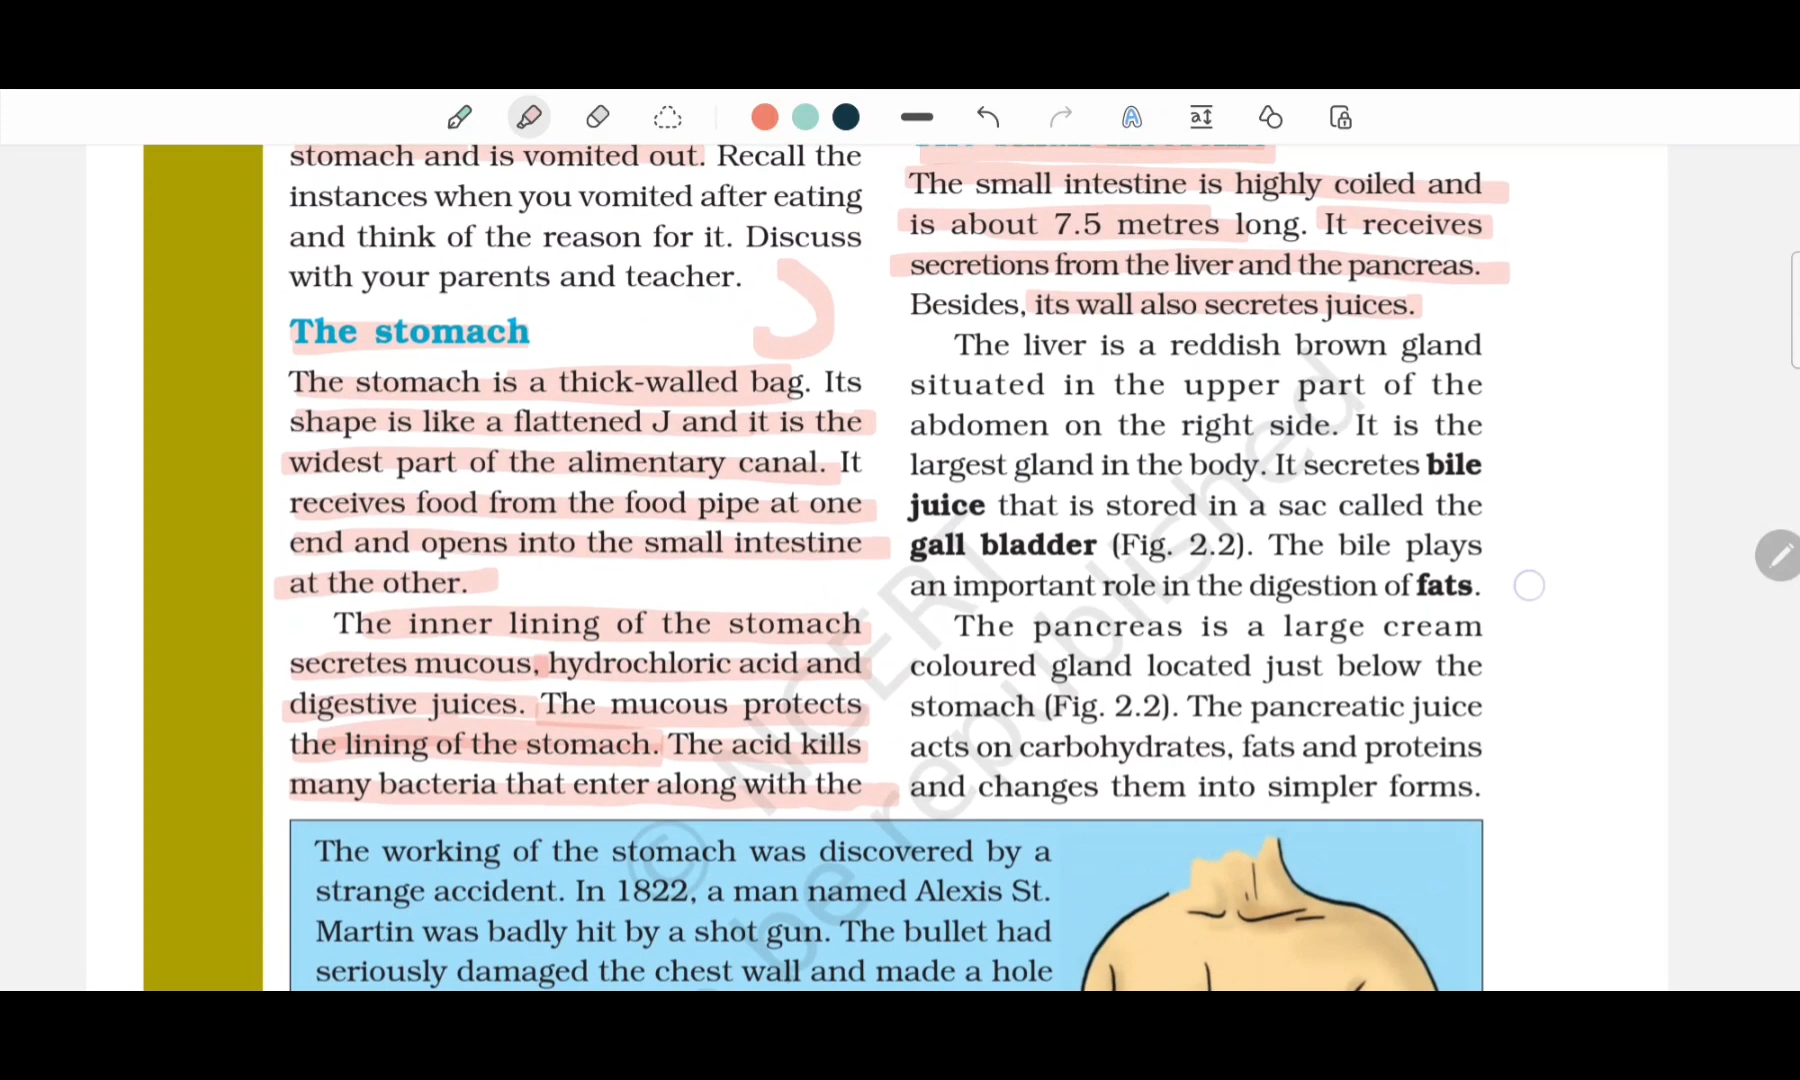 stomach and is vomited out. Recall the
instances when you vomited after eating
and think of the reason for it. Discuss
with your parents and teacher.
The stomach
The stomach is a thick-walled bag. Its
shape is like a flattened J and it is the
widest part of the alimentary canal. It
receives food from the food pipe at one
end and opens into the small intestine
at the other.
The inner lining of the stomach
secretes mucous, hydrochloric acid and
digestive juices. The mucous protects
the lining of the stomach. The acid kills
many bacteria that enter along with the
The small intestine is highly coiled and
is about 7.5 metres long. It receives
secretions from the liver and the pancreas.
Besides, its wall also secretes juices.
The liver is a reddish brown gland
situated in the upper part of the
abdomen on the right side. It is the
largest gland in the body. It secretes bile
juice that is stored in a sac called the
gall bladder (Fig. 2.2). The bile plays
an important role in the digestion of fats.
The pancreas is a large cream
coloured gland located just below the
stomach (Fig. 2.2). The pancreatic juice
acts on carbohydrates, fats and proteins
and changes them into simpler forms.
The working of the stomach was discovered by a
strange accident. In 1822, a man named Alexis St.
Martin was badly hit by a shot gun. The bullet had
seriously damaged the chest wall and made a hole
© NCERT
be republished